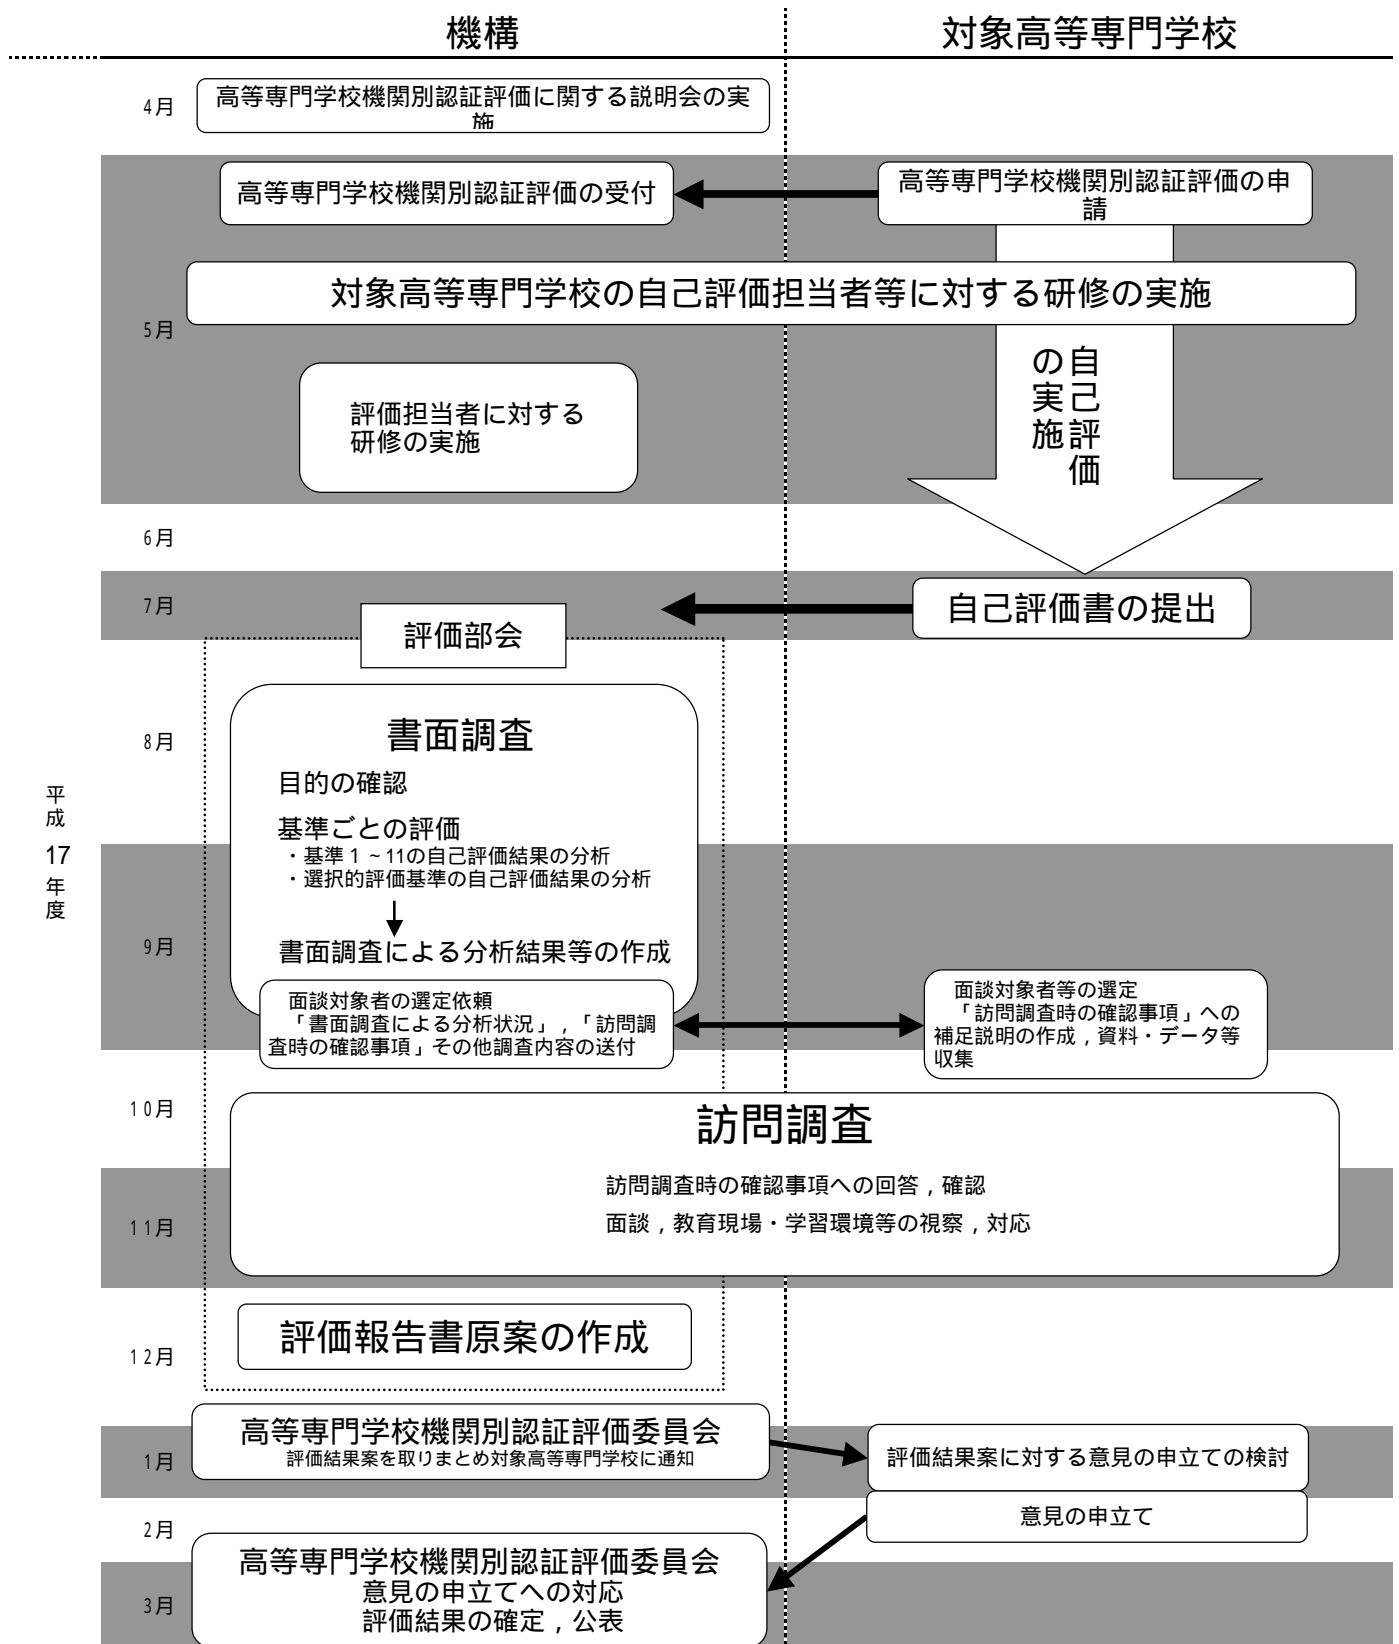 機構
対象高等専門学校
4月
高等専門学校機関別認証評価に関する説明会の実
施
高等専門学校機関別認証評価の受付
高等専門学校機関別認証評価の申
請
対象高等専門学校の自己評価担当者等に対する研修の実施
5月
自己評価
の実施
評価担当者に対する
研修の実施
6月
7月
自己評価書の提出
評価部会
書面調査
8月
目的の確認
基準ごとの評価
・基準1~11の自己評価結果の分析
・選択的評価基準の自己評価結果の分析
平成
17
年度
9月
書面調査による分析結果等の作成
面談対象者の選定依頼
「書面調査による分析状況」,「訪問調
査時の確認事項」その他調査内容の送付
面談対象者等の選定
「訪問調査時の確認事項」への
補足説明の作成,資料・データ等
収集
10月
訪問調査
訪問調査時の確認事項への回答,確認
面談,教育現場・学習環境等の視察,対応
11月
評価報告書原案の作成
12月
高等専門学校機関別認証評価委員会
評価結果案を取りまとめ対象高等専門学校に通知
1月
評価結果案に対する意見の申立ての検討
意見の申立て
2月
高等専門学校機関別認証評価委員会
意見の申立てへの対応
評価結果の確定,公表
3月